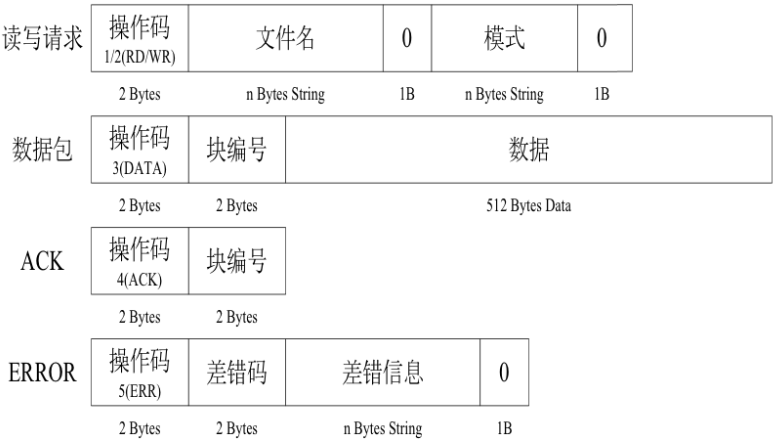 读写请求
操作码 文件名 0 模式 0
1/2(RD/WR)
2 Bytes n Bytes String 1B n Bytes String 1B
数据包
操作码 块编号 数据
3(DATA)
2 Bytes 2 Bytes 512 Bytes Data
ACK
操作码 块编号
4(ACK)
2 Bytes 2 Bytes
ERROR
操作码 差错码 差错信息 0
5(ERR)
2 Bytes 2 Bytes n Bytes String 1B